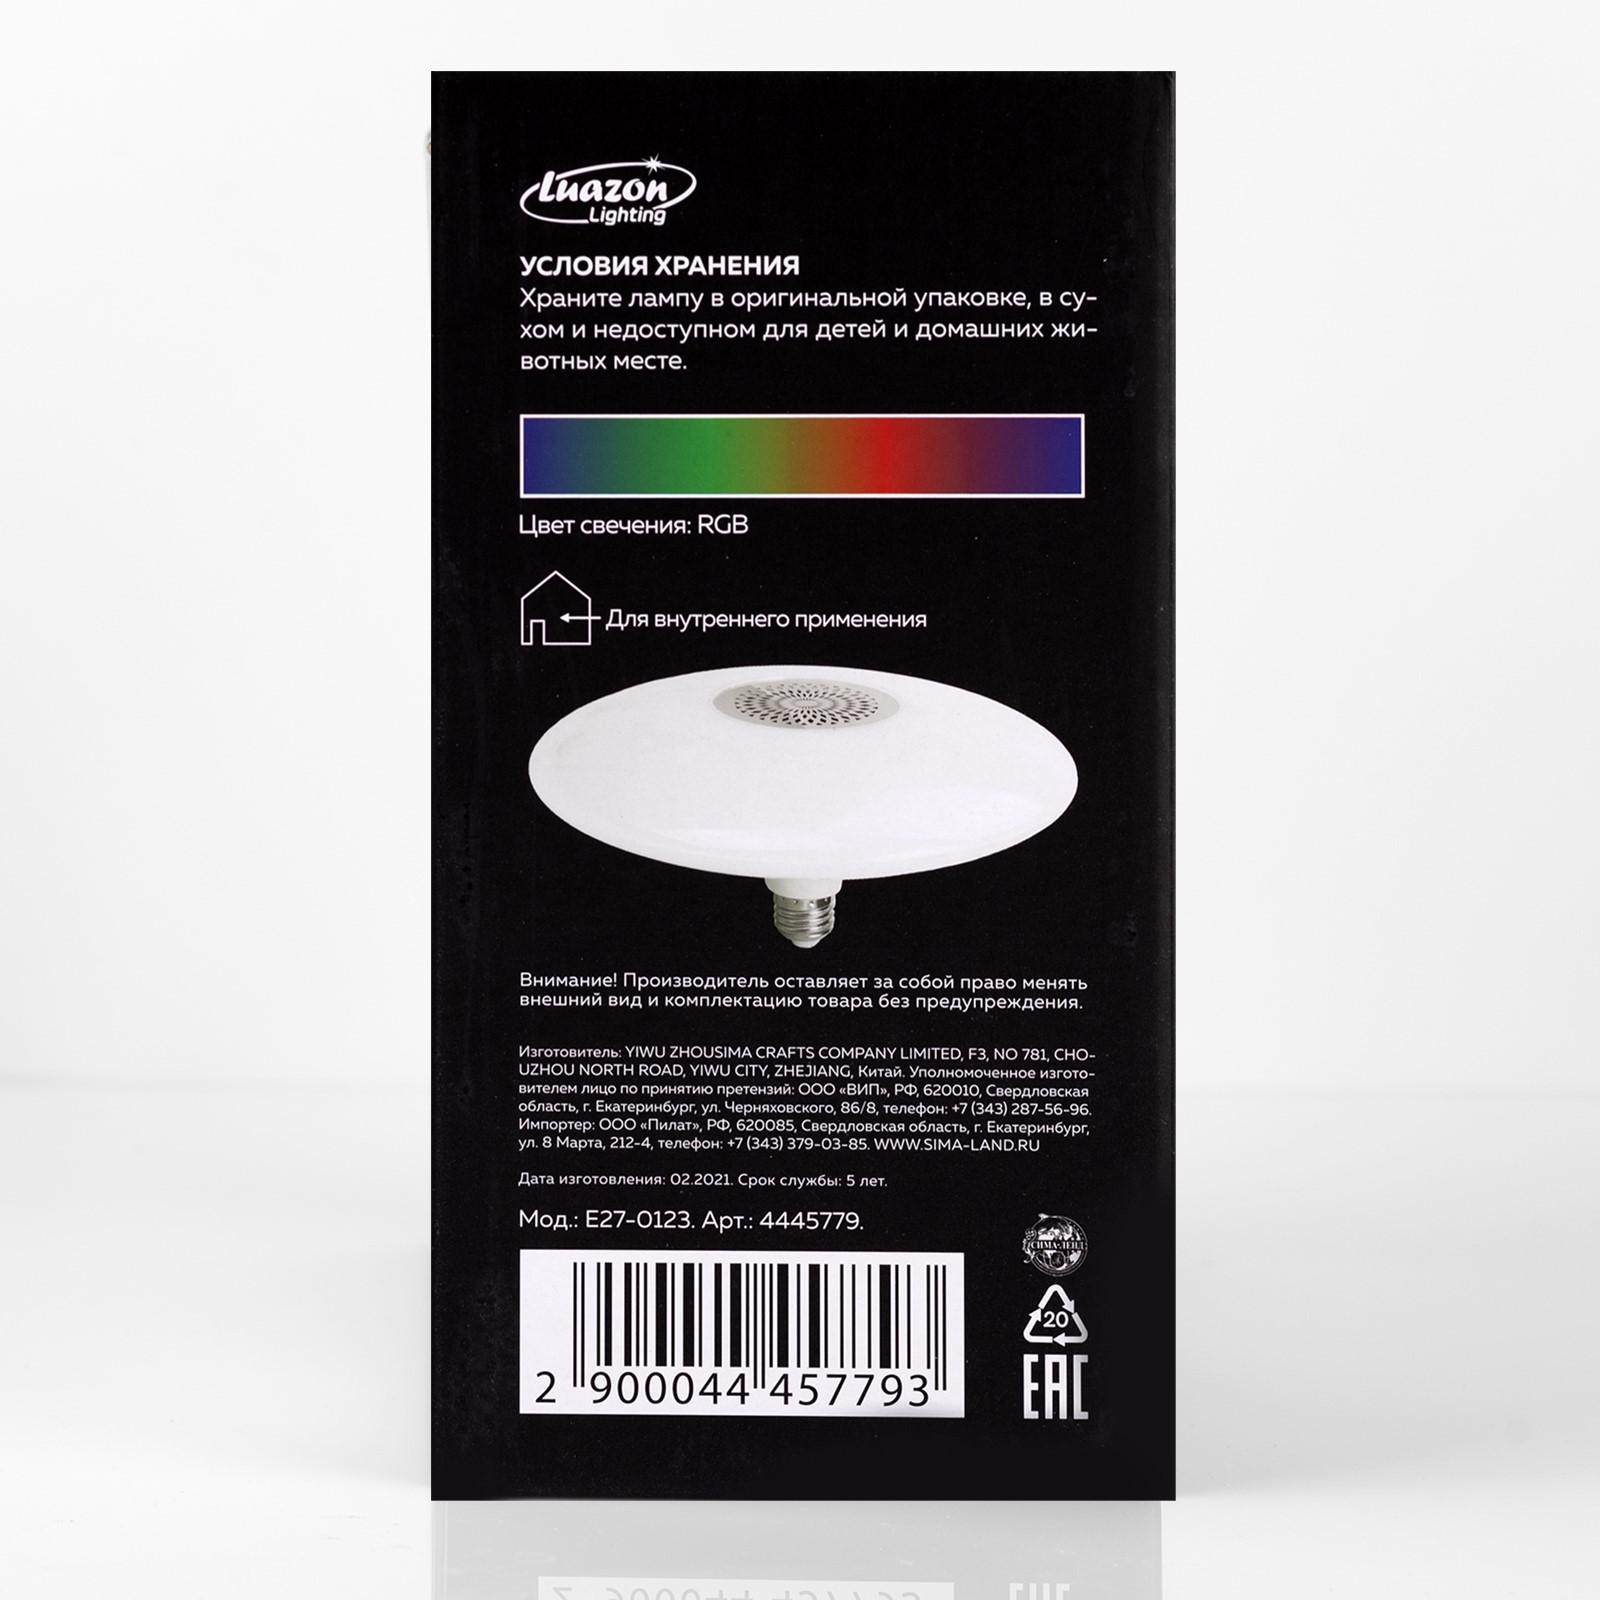 Luazon
Lighting
УСЛОВИЯ ХРАНЕНИЯ
Храните лампу в оригинальной упаковке, в су-
хом и недоступном для детей и домашних жи-
вотных месте.
Цвет свечения: RGB
Для внутреннего применения
Внимание! Производитель оставляет за собой право менять
внешний вид и комплектацию товара без предупреждения.
Изготовитель: YIWU ZHOUSIMA CRAFTS COMPANY LIMITED, F3, NO 781, CHO-
UZHOU NORTH ROAD, YIWU CITY, ZHEJIANG, Китай. Уполномоченное изгото-
вителем лицо по принятию претензий: ООО «ВИП», РФ, 620010, Свердловская
область, г. Екатеринбург, ул. Черняховского, 86/8, телефон: +7 (343) 287-56-96.
Импортер: ООО «Пилат», РФ, 620085, Свердловская область, г. Екатеринбург,
ул. 8 Марта, 212-4, телефон: +7 (343) 379-03-85. WWW.SIMA-LAND.RU
Дата изготовления: 02.2021. Срок службы: 5 лет.
Мод.: E27-0123. Арт.: 4445779.
СИМА-ЛЕНД
20
EAC
2 900044 457793